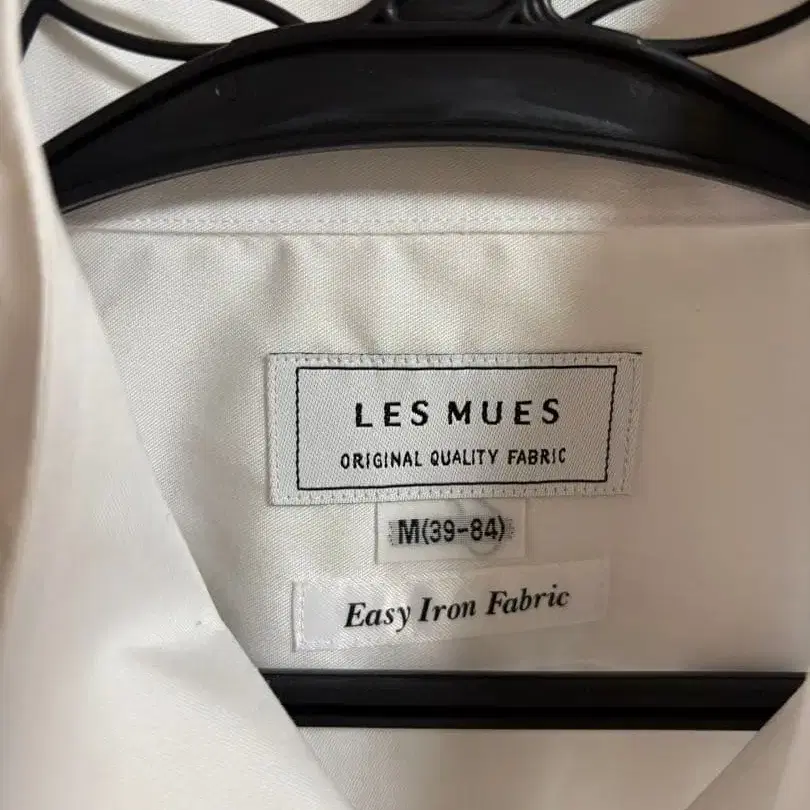 LES MUES
ORIGINAL QUALITY FABRIC
M(39-84)
Easy Iron Fabric